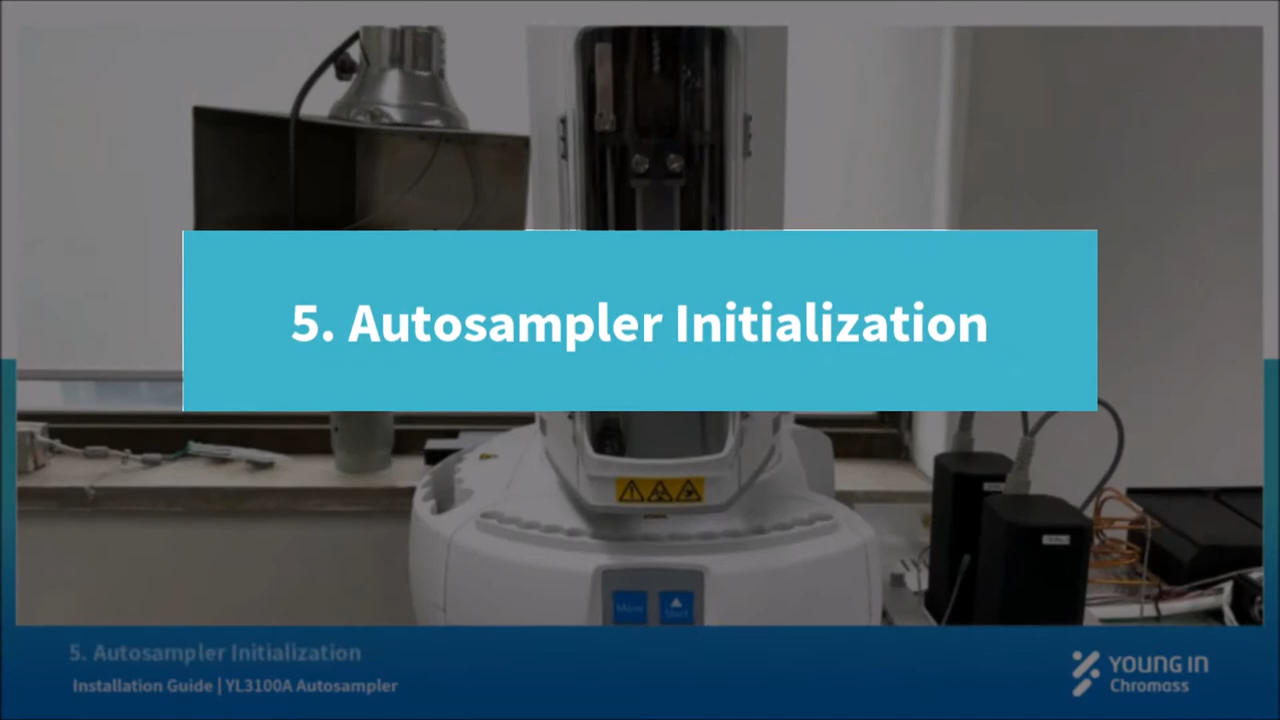 5. Autosampler Initialization
Move
Start
5. Autosampler Initialization
Installation Guide | YL3100A Autosampler
YOUNG IN
Chromass